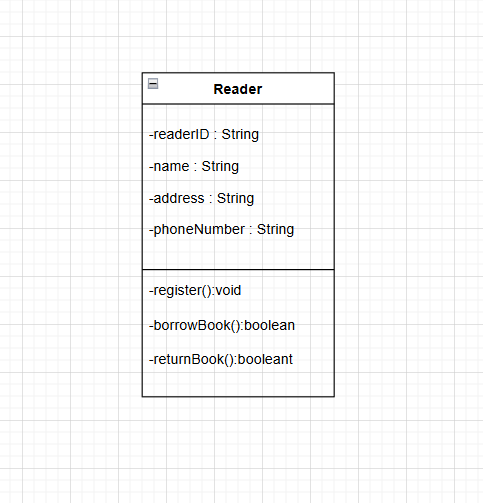 Reader
-readerID : String
-name : String
-address : String
-phoneNumber : String
-register():void
-borrowBook():boolean
-returnBook():booleant